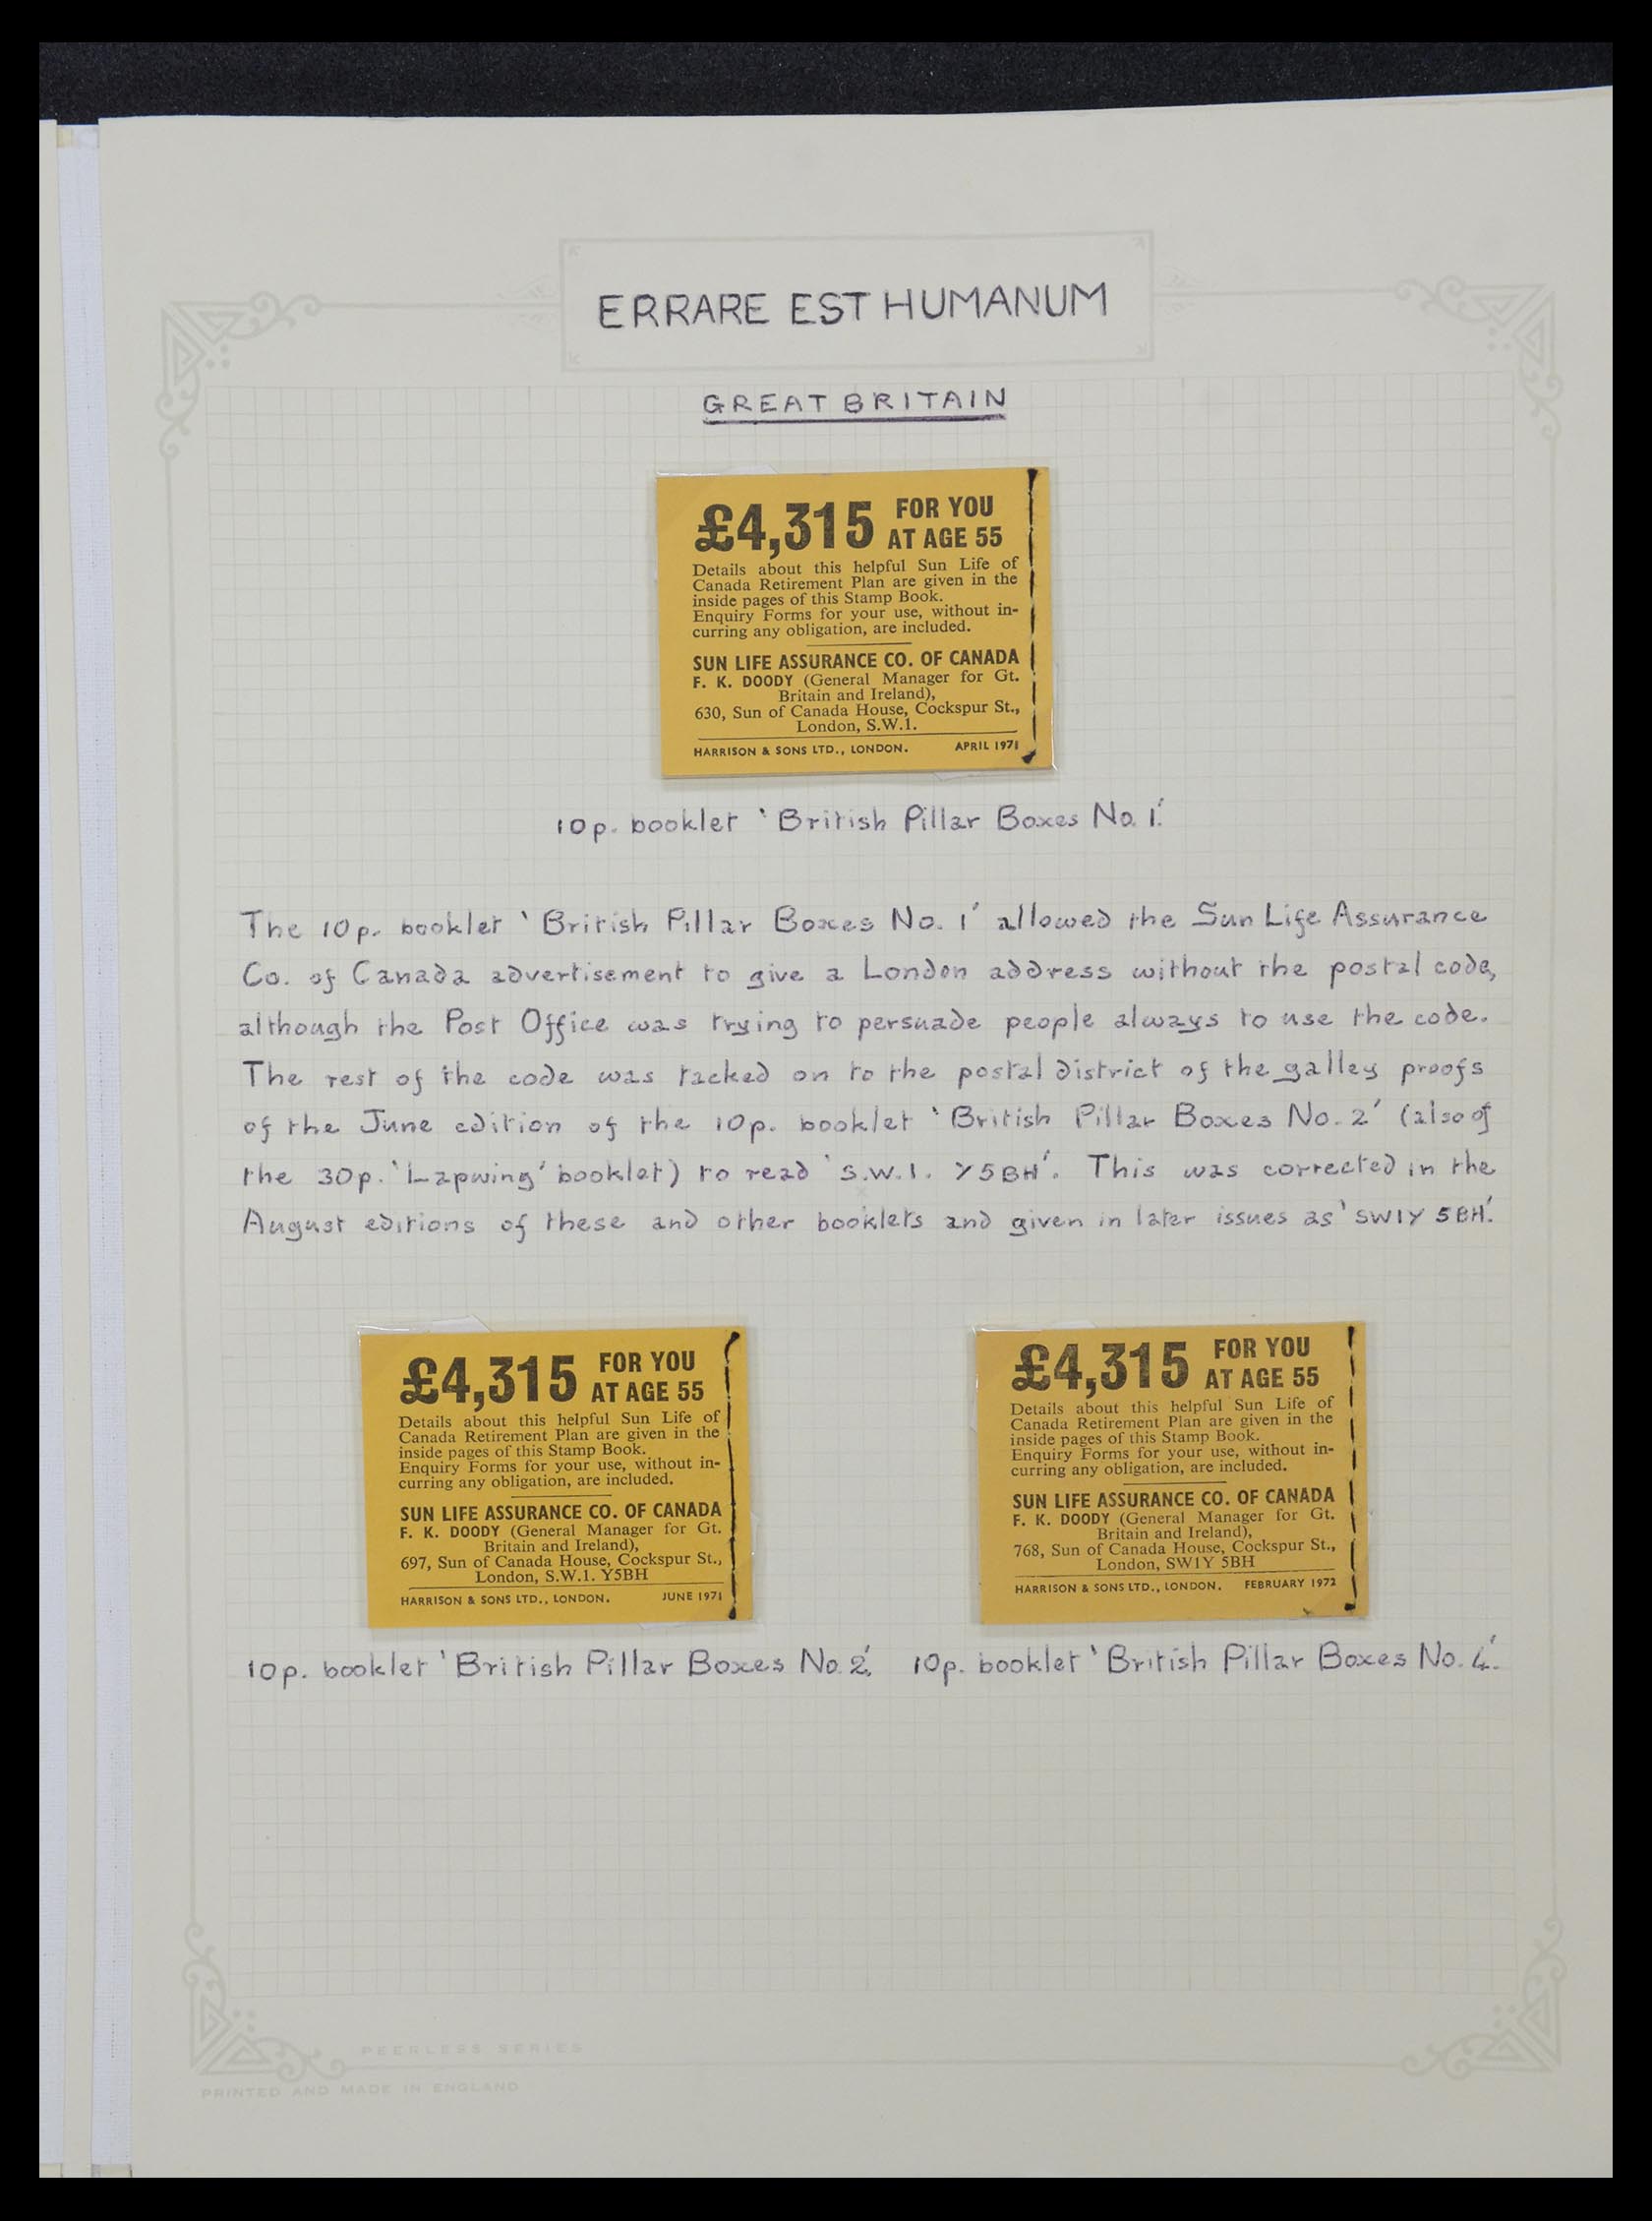 ERRARE EST HUMANUM
GREAT BRITAIN
£4,315 FOR YOU
AT AGE 55
Details about this helpful Sun Life of
Canada Retirement Plan are given in the
inside pages of this Stamp Book.
Enquiry Forms for your use, without in-
curring any obligation, are included.
SUN LIFE ASSURANCE CO. OF CANADA
F. K. DOODY (General Manager for Gt.
Britain and Ireland),
630, Sun of Canada House, Cockspur St.,
London, S.W.1.
HARRISON & SONS LTD., LONDON. APRIL 1971
10p. booklet 'British Pillar Boxes No. 1'.
The 10p. booklet 'British Pillar Boxes No. 1' allowed the Sun Life Assurance
Co. of Canada advertisement to give a London address without the postal code,
although the Post Office was trying to persuade people always to use the code.
The rest of the code was tacked on to the postal district of the galley proofs
of the June edition of the 10p. booklet 'British Pillar Boxes No. 2' (also of
the 30p. 'Lapwing' booklet) to read 'S.W.1. Y5BH'. This was corrected in the
August editions of these and other booklets and given in later issues as 'SW1Y 5BH'.
£4,315 FOR YOU
AT AGE 55
Details about this helpful Sun Life of
Canada Retirement Plan are given in the
inside pages of this Stamp Book.
Enquiry Forms for your use, without in-
curring any obligation, are included.
SUN LIFE ASSURANCE CO. OF CANADA
F. K. DOODY (General Manager for Gt.
Britain and Ireland),
697, Sun of Canada House, Cockspur St.,
London, S.W.1. Y5BH
HARRISON & SONS LTD., LONDON. JUNE 1971
10p. booklet 'British Pillar Boxes No. 2'.
£4,315 FOR YOU
AT AGE 55
Details about this helpful Sun Life of
Canada Retirement Plan are given in the
inside pages of this Stamp Book.
Enquiry Forms for your use, without in-
curring any obligation, are included.
SUN LIFE ASSURANCE CO. OF CANADA
F. K. DOODY (General Manager for Gt.
Britain and Ireland),
768, Sun of Canada House, Cockspur St.,
London, SW1Y 5BH
HARRISON & SONS LTD., LONDON. FEBRUARY 1972
10p. booklet 'British Pillar Boxes No. 4'.
PEERLESS SERIES
PRINTED AND MADE IN ENGLAND